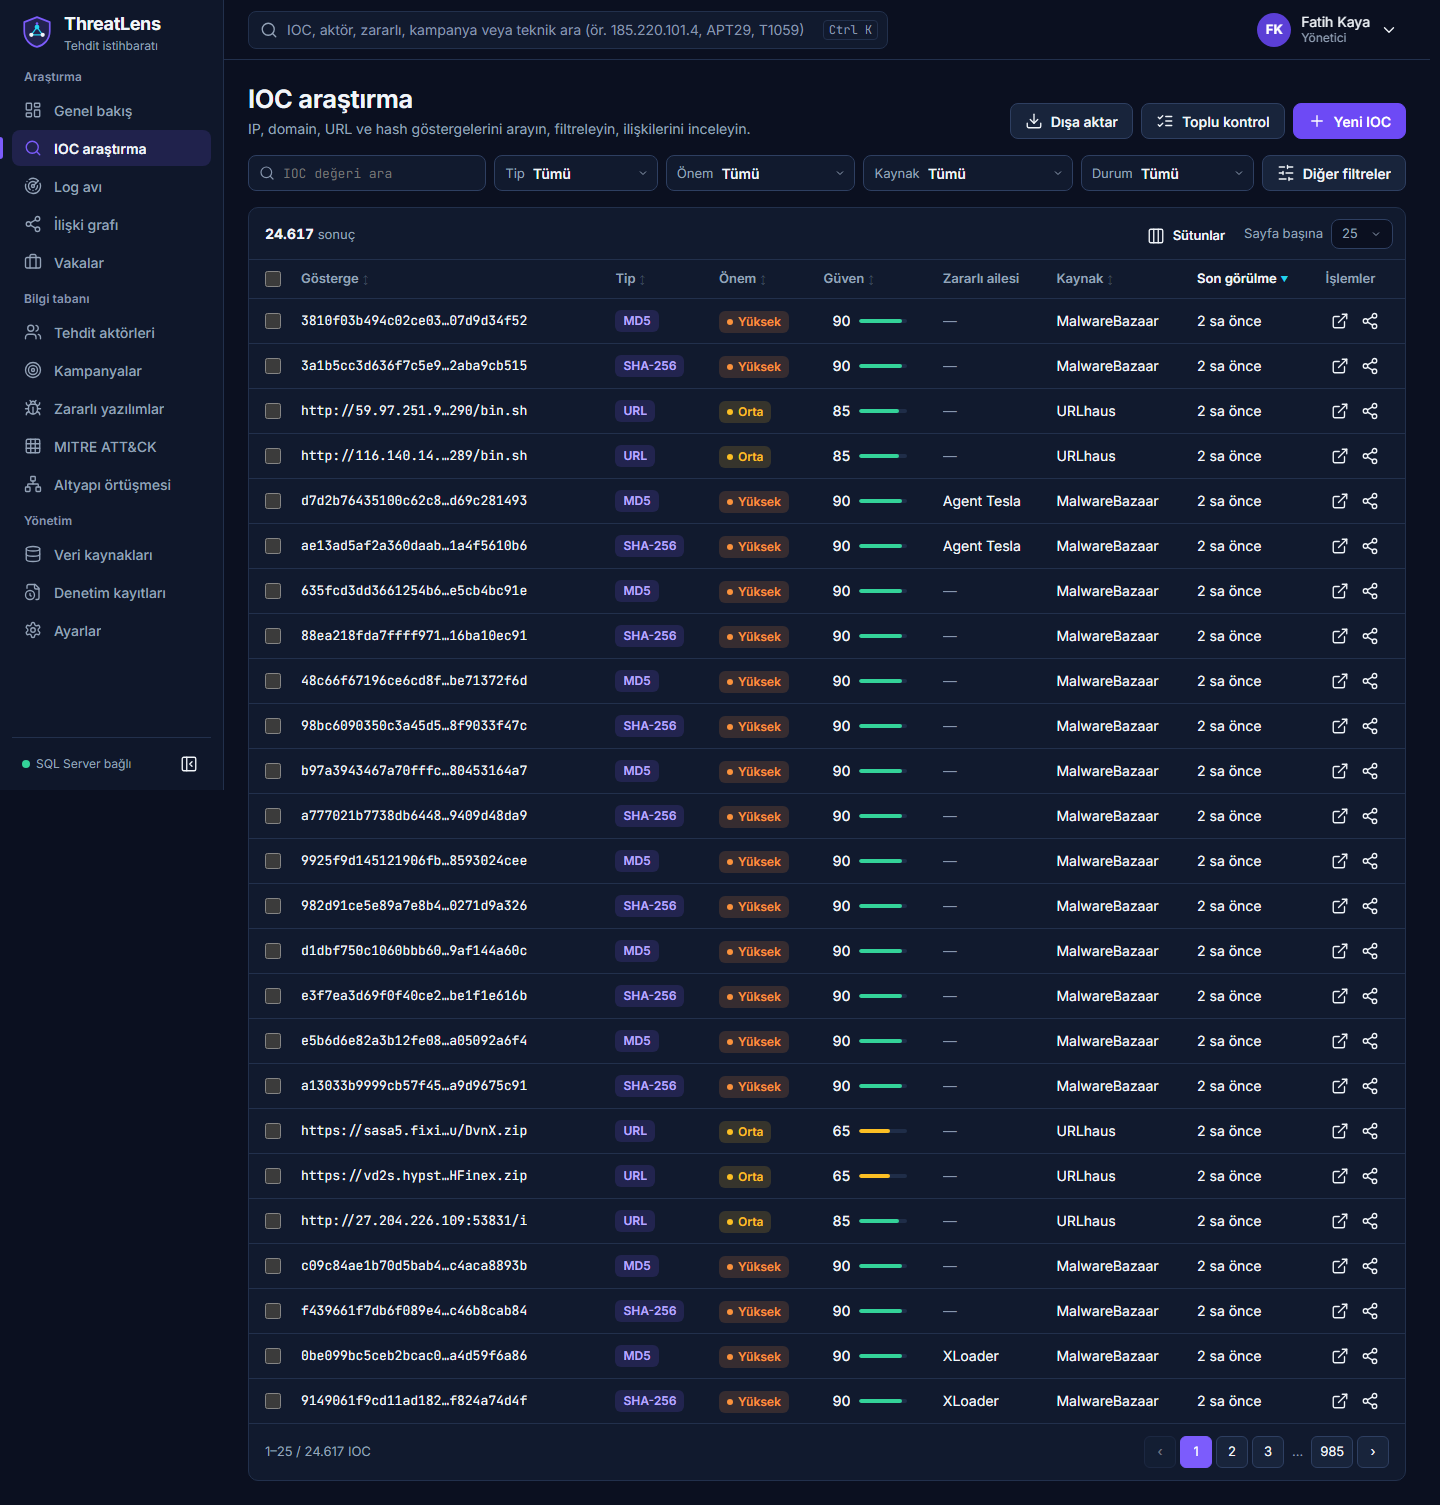 ThreatLens
Tehdit istihbaratı
IOC, aktör, zararlı, kampanya veya teknik ara (ör. 185.220.101.4, APT29, T1059) Ctrl K
FK Fatih Kaya
Yönetici
Araştırma
Genel bakış
IOC araştırma
Log avı
İlişki grafı
Vakalar
Bilgi tabanı
Tehdit aktörleri
Kampanyalar
Zararlı yazılımlar
MITRE ATT&CK
Altyapı örtüşmesi
Yönetim
Veri kaynakları
Denetim kayıtları
Ayarlar
SQL Server bağlı
IOC araştırma
IP, domain, URL ve hash göstergelerini arayın, filtreleyin, ilişkilerini inceleyin.
Dışa aktar Toplu kontrol Yeni IOC
IOC değeri ara Tip Tümü Önem Tümü Kaynak Tümü Durum Tümü Diğer filtreler
24.617 sonuç Sütunlar Sayfa başına 25
Gösterge Tip Önem Güven Zararlı ailesi Kaynak Son görülme İşlemler
3810f03b494c02ce03…07d9d34f52 MD5 Yüksek 90 — MalwareBazaar 2 sa önce
3a1b5cc3d636f7c5e9…2aba9cb515 SHA-256 Yüksek 90 — MalwareBazaar 2 sa önce
http://59.97.251.9…290/bin.sh URL Orta 85 — URLhaus 2 sa önce
http://116.140.14.…289/bin.sh URL Orta 85 — URLhaus 2 sa önce
d7d2b76435100c62c8…d69c281493 MD5 Yüksek 90 Agent Tesla MalwareBazaar 2 sa önce
ae13ad5af2a360daab…1a4f5610b6 SHA-256 Yüksek 90 Agent Tesla MalwareBazaar 2 sa önce
635fcd3dd3661254b6…e5cb4bc91e MD5 Yüksek 90 — MalwareBazaar 2 sa önce
88ea218fda7ffff971…16ba10ec91 SHA-256 Yüksek 90 — MalwareBazaar 2 sa önce
48c66f67196ce6cd8f…be71372f6d MD5 Yüksek 90 — MalwareBazaar 2 sa önce
98bc6090350c3a45d5…8f9033f47c SHA-256 Yüksek 90 — MalwareBazaar 2 sa önce
b97a3943467a70fffc…80453164a7 MD5 Yüksek 90 — MalwareBazaar 2 sa önce
a777021b7738db6448…9409d48da9 SHA-256 Yüksek 90 — MalwareBazaar 2 sa önce
9925f9d145121906fb…8593024cee MD5 Yüksek 90 — MalwareBazaar 2 sa önce
982d91ce5e89a7e8b4…0271d9a326 SHA-256 Yüksek 90 — MalwareBazaar 2 sa önce
d1dbf750c1060bbb60…9af144a60c MD5 Yüksek 90 — MalwareBazaar 2 sa önce
e3f7ea3d69f0f40ce2…be1f1e616b SHA-256 Yüksek 90 — MalwareBazaar 2 sa önce
e5b6d6e82a3b12fe08…a05092a6f4 MD5 Yüksek 90 — MalwareBazaar 2 sa önce
a13033b9999cb57f45…a9d9675c91 SHA-256 Yüksek 90 — MalwareBazaar 2 sa önce
https://sasa5.fixi…u/DvnX.zip URL Orta 65 — URLhaus 2 sa önce
https://vd2s.hypst…HFinex.zip URL Orta 65 — URLhaus 2 sa önce
http://27.204.226.109:53831/i URL Orta 85 — URLhaus 2 sa önce
c09c84ae1b70d5bab4…c4aca8893b MD5 Yüksek 90 — MalwareBazaar 2 sa önce
f439661f7db6f089e4…c46b8cab84 SHA-256 Yüksek 90 — MalwareBazaar 2 sa önce
0be099bc5ceb2bcac0…a4d59f6a86 MD5 Yüksek 90 XLoader MalwareBazaar 2 sa önce
9149061f9cd11ad182…f824a74d4f SHA-256 Yüksek 90 XLoader MalwareBazaar 2 sa önce
1–25 / 24.617 IOC ‹ 1 2 3 … 985 ›